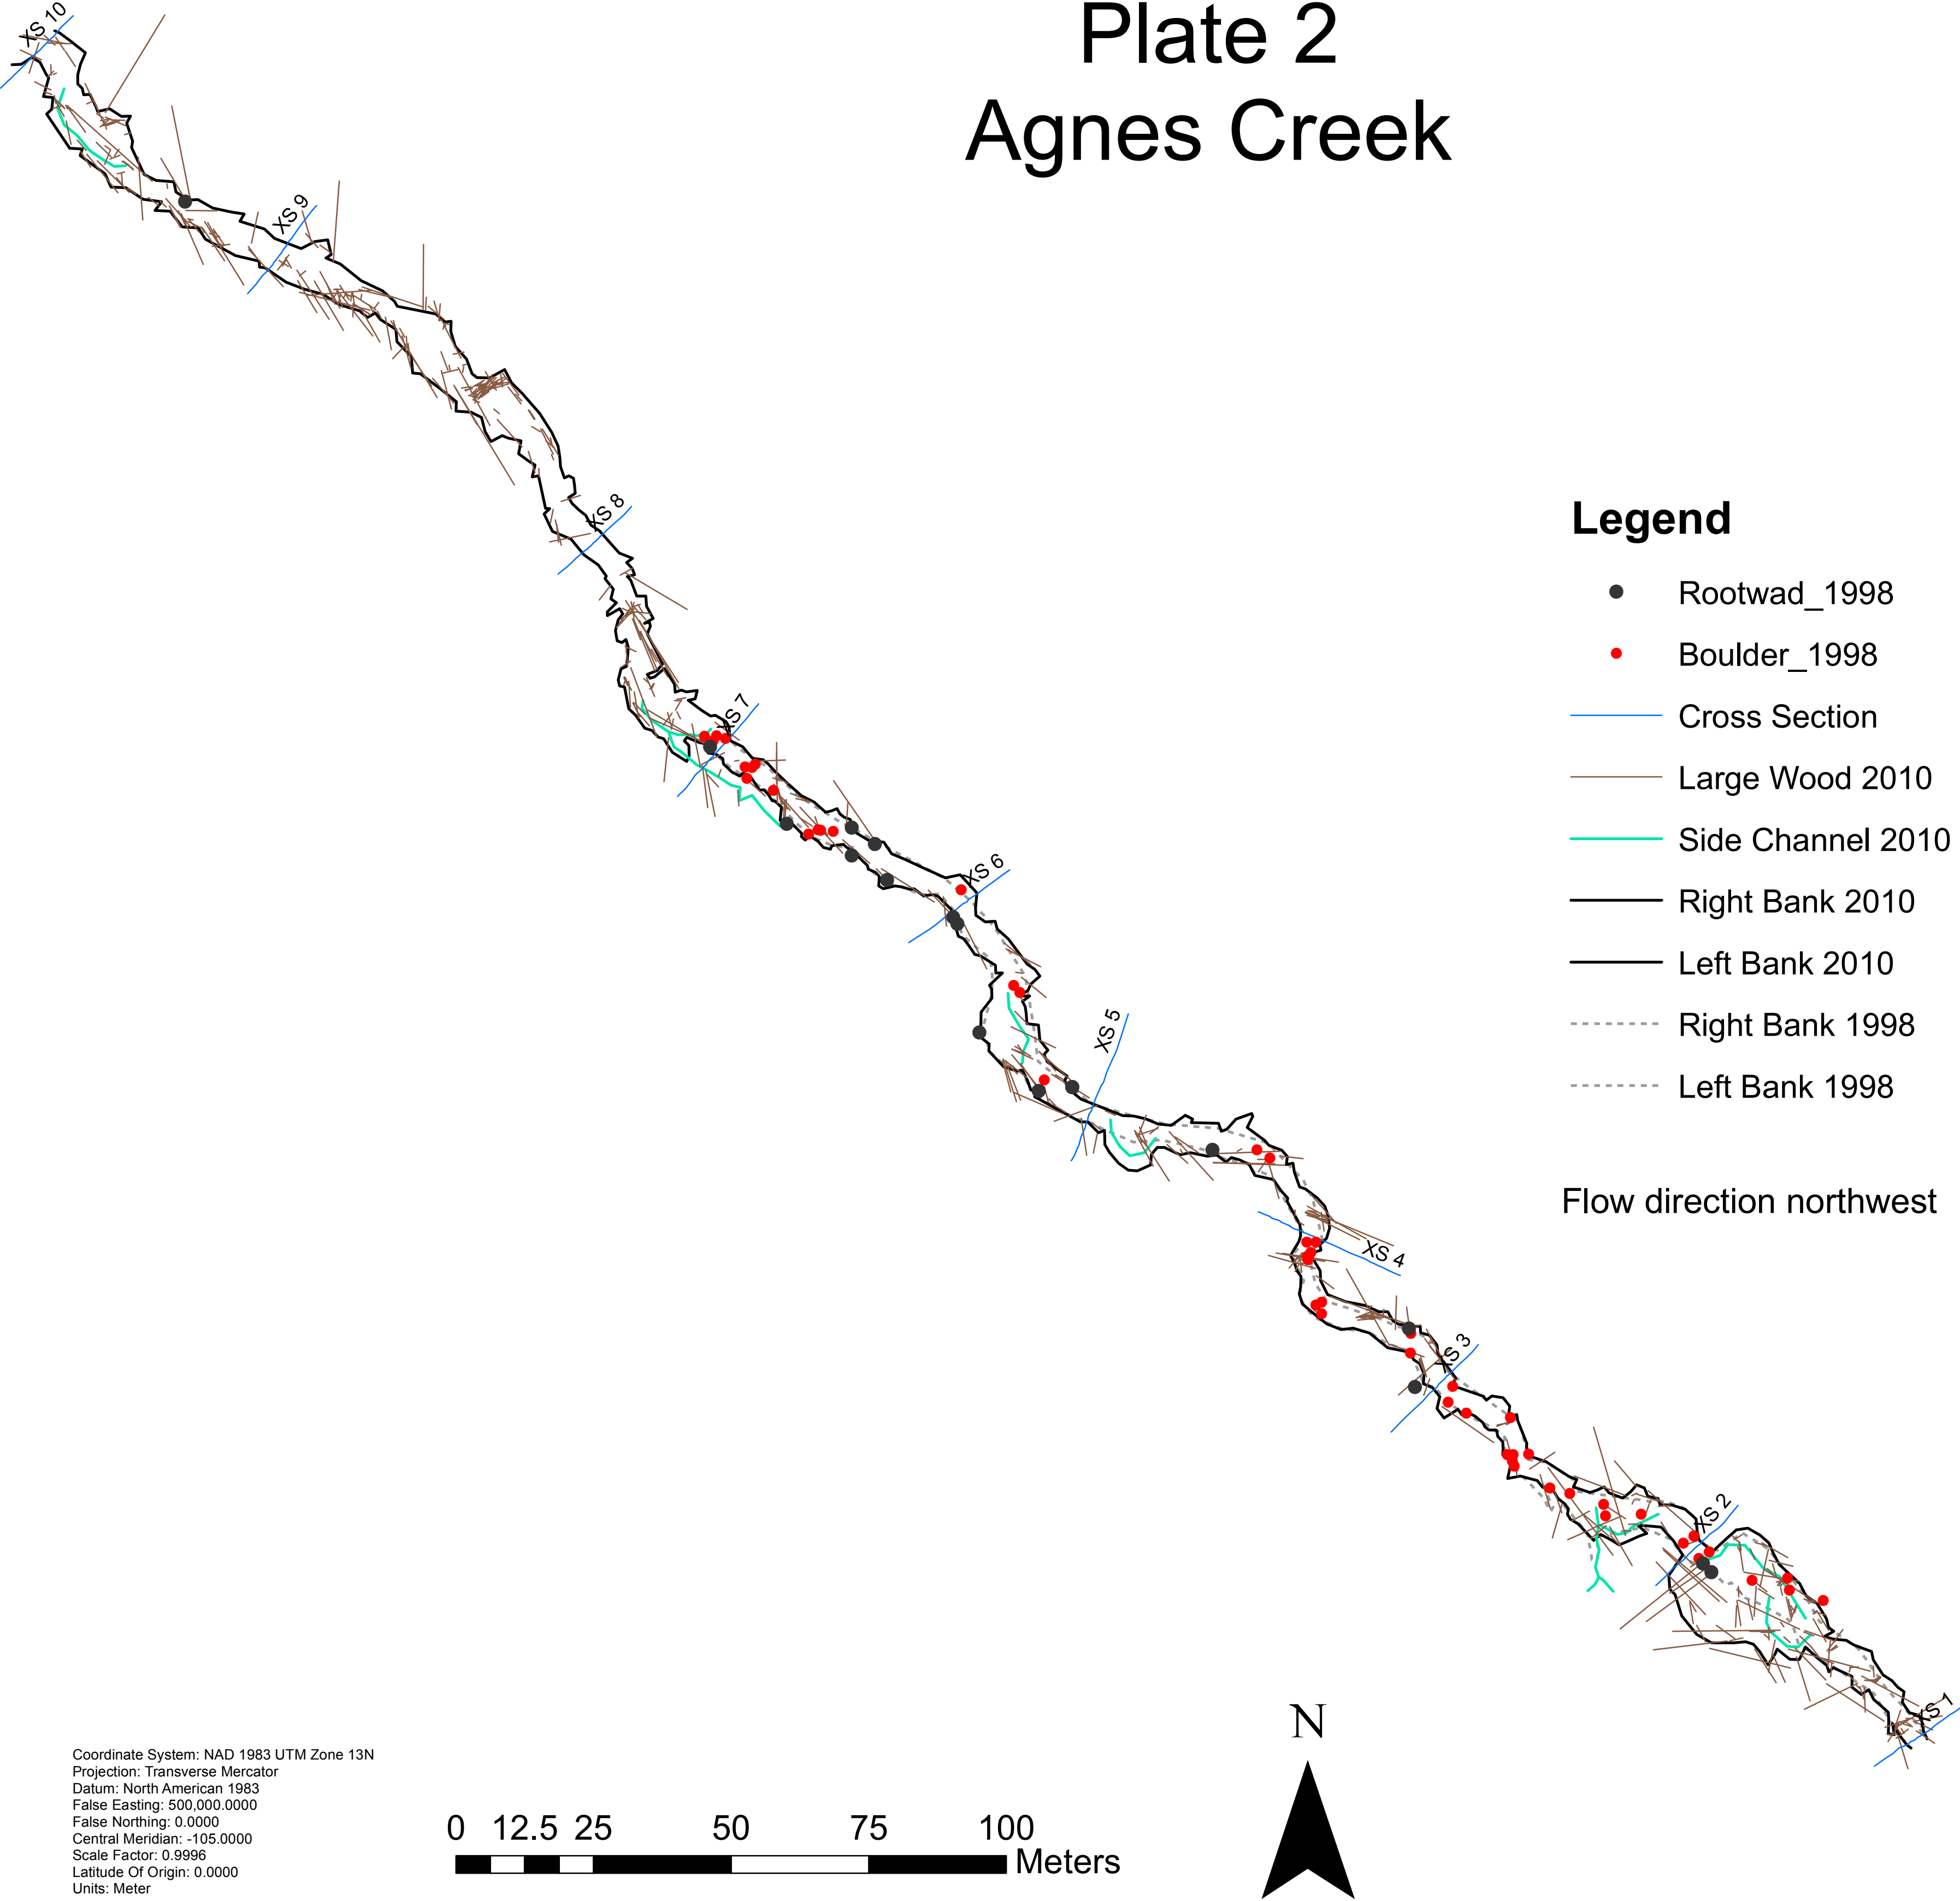 Plate 2
Agnes Creek
XS 10
XS 9
XS 8
XS 7
XS 6
XS 5
XS 4
XS 3
XS 2
XS 1
Legend
Rootwad_1998
Boulder_1998
Cross Section
Large Wood 2010
Side Channel 2010
Right Bank 2010
Left Bank 2010
Right Bank 1998
Left Bank 1998
Flow direction northwest
N
Coordinate System: NAD 1983 UTM Zone 13N
Projection: Transverse Mercator
Datum: North American 1983
False Easting: 500,000.0000
False Northing: 0.0000
Central Meridian: -105.0000
Scale Factor: 0.9996
Latitude Of Origin: 0.0000
Units: Meter
0 12.5 25 50 75 100
Meters